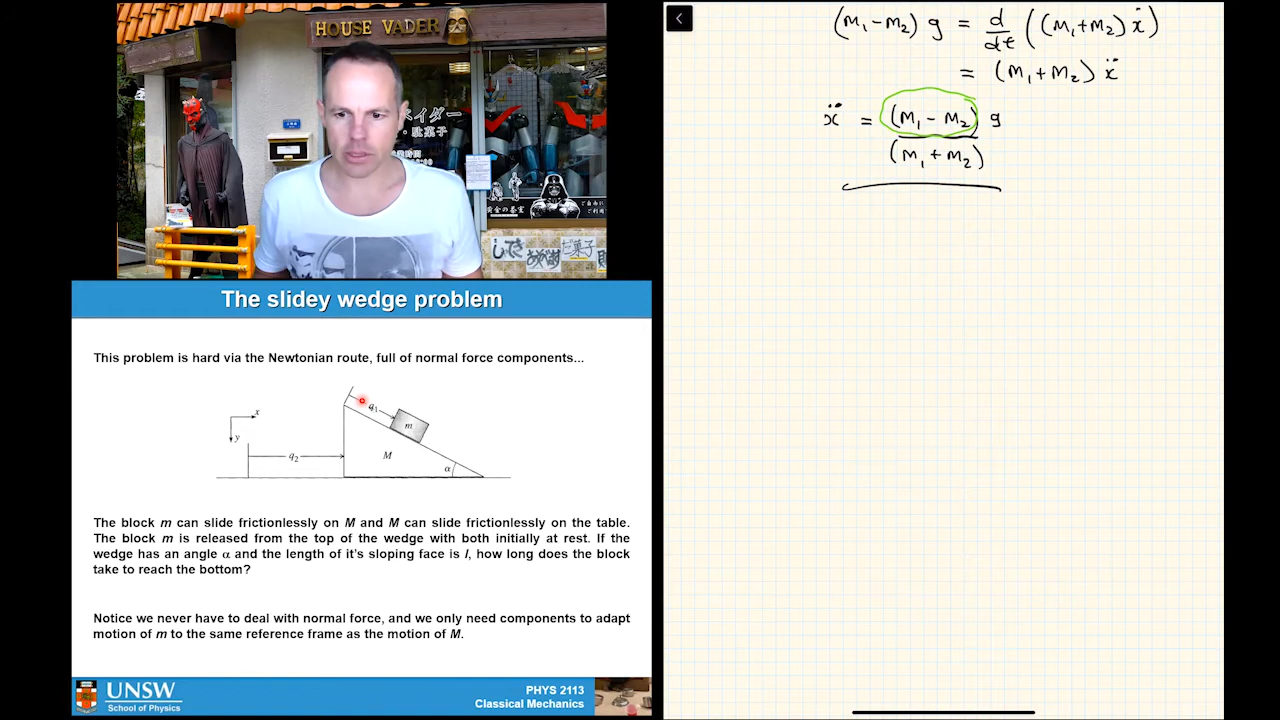 HOUSE VADER
The slidey wedge problem
This problem is hard via the Newtonian route, full of normal force components...
x
y
q₁
m
q₂
M
α
The block m can slide frictionlessly on M and M can slide frictionlessly on the table.
The block m is released from the top of the wedge with both initially at rest. If the
wedge has an angle α and the length of it's sloping face is l, how long does the block
take to reach the bottom?
Notice we never have to deal with normal force, and we only need components to adapt
motion of m to the same reference frame as the motion of M.
UNSW
School of Physics
PHYS 2113
Classical Mechanics
(m₁-m₂) g = d/dt ((m₁+m₂) ẋ)
= (m₁+m₂) ẍ
ẍ = (m₁ - m₂) g
(m₁ + m₂)